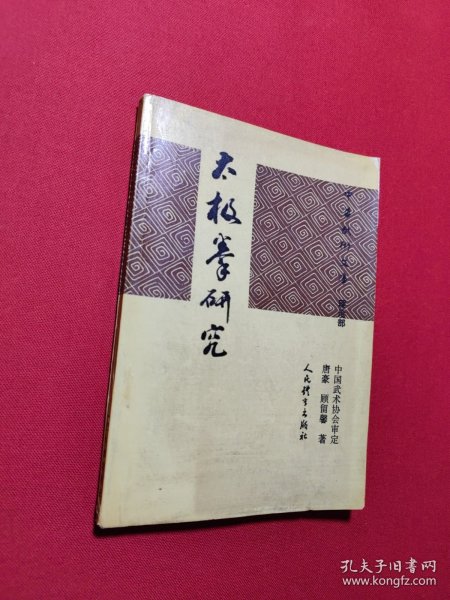 太极拳研究
中国武术协会审定
唐豪 顾留馨 著
人民体育出版社
孔夫子旧书网
www.kongfz.com